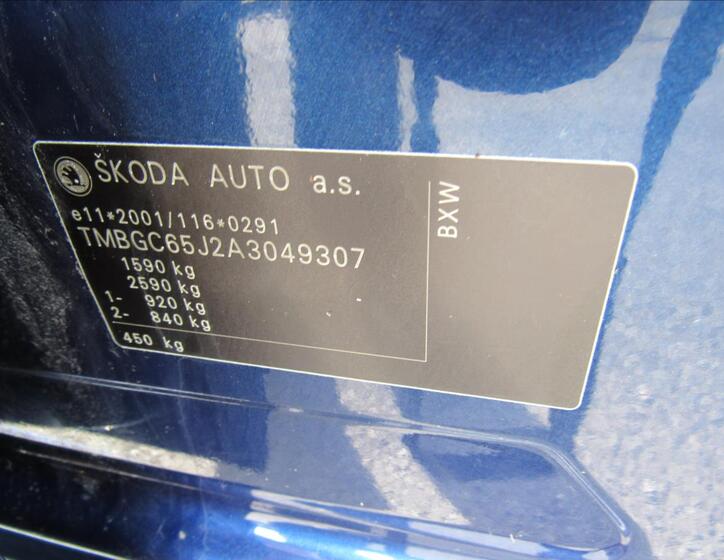 ŠKODA AUTO a.s.
e11*2001/116*0291
TMBGC65J2A3049307
1590 kg
2590 kg
1- 920 kg
2- 840 kg
450 kg
BXW